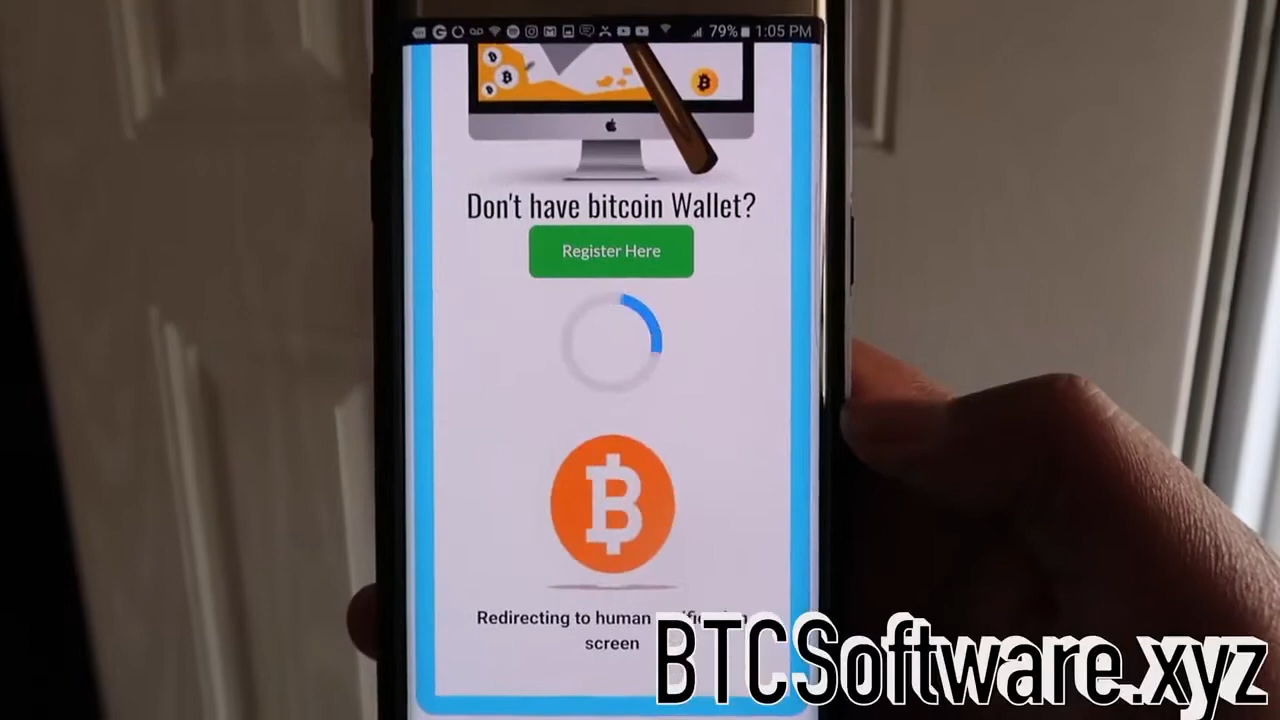 79% 1:05 PM
Don't have bitcoin Wallet?
Register Here
Redirecting to human
screen
BTCSoftware.xyz